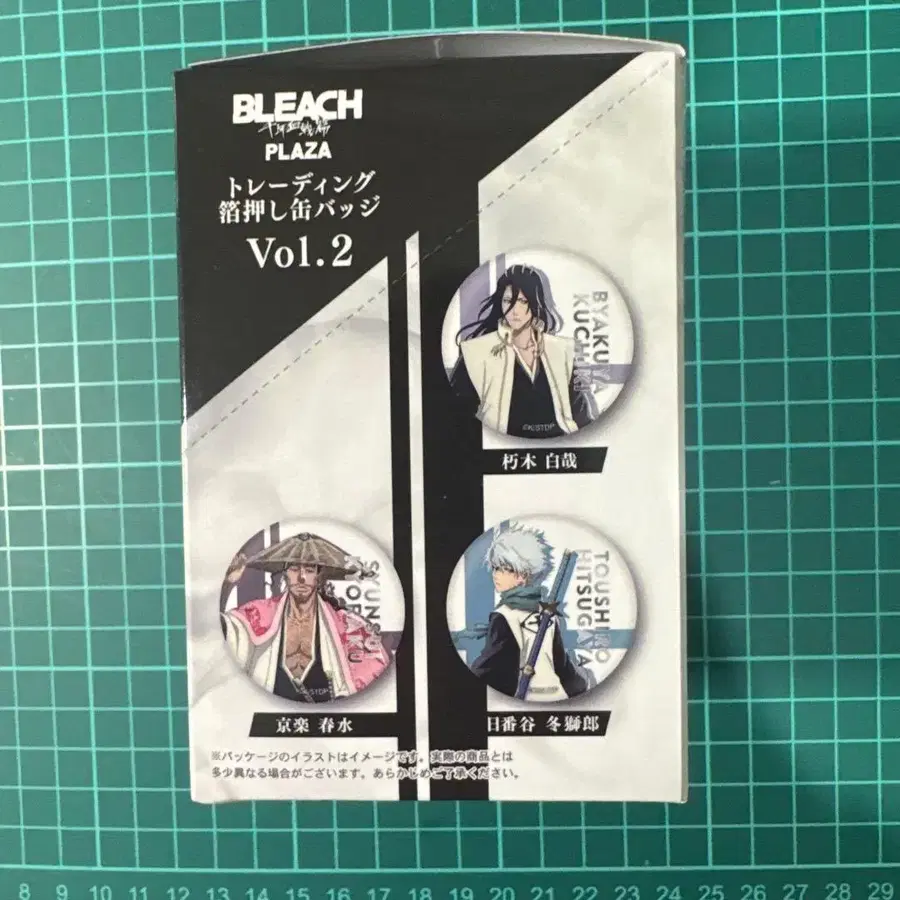 BLEACH
千年血戦篇
PLAZA
トレーディング
箔押し缶バッジ
Vol.2
BYAKUYA
KUCHIKI
朽木 白哉
SYUNSUI
KYORAKU
京楽 春水
TOUSHIRO
HITSUGAYA
日番谷 冬獅郎
※パッケージのイラストはイメージです。実際の商品とは
多少異なる場合がございます。あらかじめご了承ください。
8 9 10 11 12 13 14 15 16 17 18 19 20 21 22 23 24 25 26 27 28 29